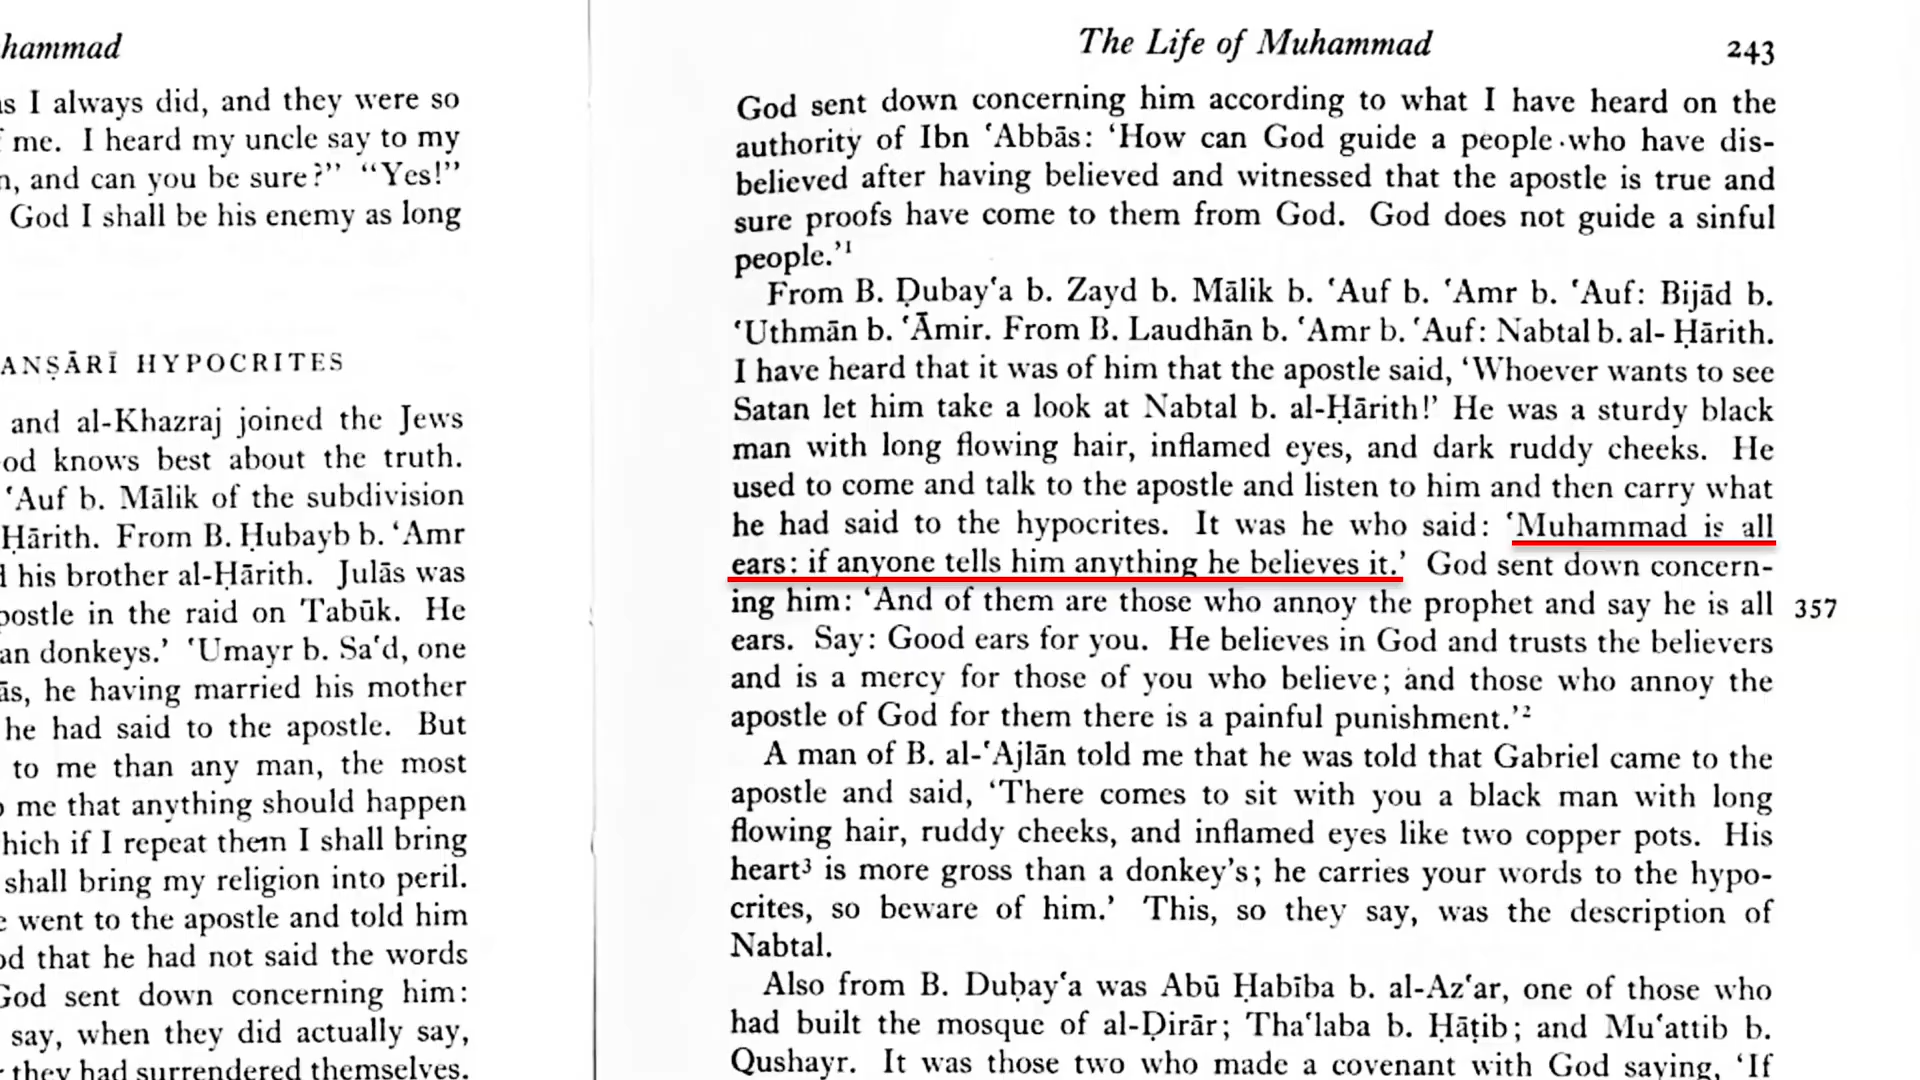 hammad
s I always did, and they were so
me. I heard my uncle say to my
n, and can you be sure?” “Yes!”
God I shall be his enemy as long
ANṢĀRĪ HYPOCRITES
and al-Khazraj joined the Jews
od knows best about the truth.
‘Auf b. Mālik of the subdivision
Ḥārith. From B. Ḥubayb b. ‘Amr
d his brother al-Ḥārith. Julās was
postle in the raid on Tabūk. He
an donkeys.’ ‘Umayr b. Sa‘d, one
ās, he having married his mother
he had said to the apostle. But
to me than any man, the most
o me that anything should happen
hich if I repeat them I shall bring
shall bring my religion into peril.
e went to the apostle and told him
od that he had not said the words
God sent down concerning him:
say, when they did actually say,
they had surrendered themselves.
The Life of Muhammad 243
God sent down concerning him according to what I have heard on the
authority of Ibn ‘Abbās: ‘How can God guide a people who have dis-
believed after having believed and witnessed that the apostle is true and
sure proofs have come to them from God. God does not guide a sinful
people.’¹
From B. Ḍubay‘a b. Zayd b. Mālik b. ‘Auf b. ‘Amr b. ‘Auf: Bijād b.
‘Uthmān b. ‘Āmir. From B. Laudhān b. ‘Amr b. ‘Auf: Nabtal b. al-Ḥārith.
I have heard that it was of him that the apostle said, ‘Whoever wants to see
Satan let him take a look at Nabtal b. al-Ḥārith!’ He was a sturdy black
man with long flowing hair, inflamed eyes, and dark ruddy cheeks. He
used to come and talk to the apostle and listen to him and then carry what
he had said to the hypocrites. It was he who said: ‘Muhammad is all
ears: if anyone tells him anything he believes it.’ God sent down concern-
ing him: ‘And of them are those who annoy the prophet and say he is all 357
ears. Say: Good ears for you. He believes in God and trusts the believers
and is a mercy for those of you who believe; and those who annoy the
apostle of God for them there is a painful punishment.’²
A man of B. al-‘Ajlān told me that he was told that Gabriel came to the
apostle and said, ‘There comes to sit with you a black man with long
flowing hair, ruddy cheeks, and inflamed eyes like two copper pots. His
heart³ is more gross than a donkey’s; he carries your words to the hypo-
crites, so beware of him.’ This, so they say, was the description of
Nabtal.
Also from B. Ḍubay‘a was Abū Ḥabība b. al-Az‘ar, one of those who
had built the mosque of al-Ḍirār; Tha‘laba b. Ḥāṭib; and Mu‘attib b.
Qushayr. It was those two who made a covenant with God saying, ‘If